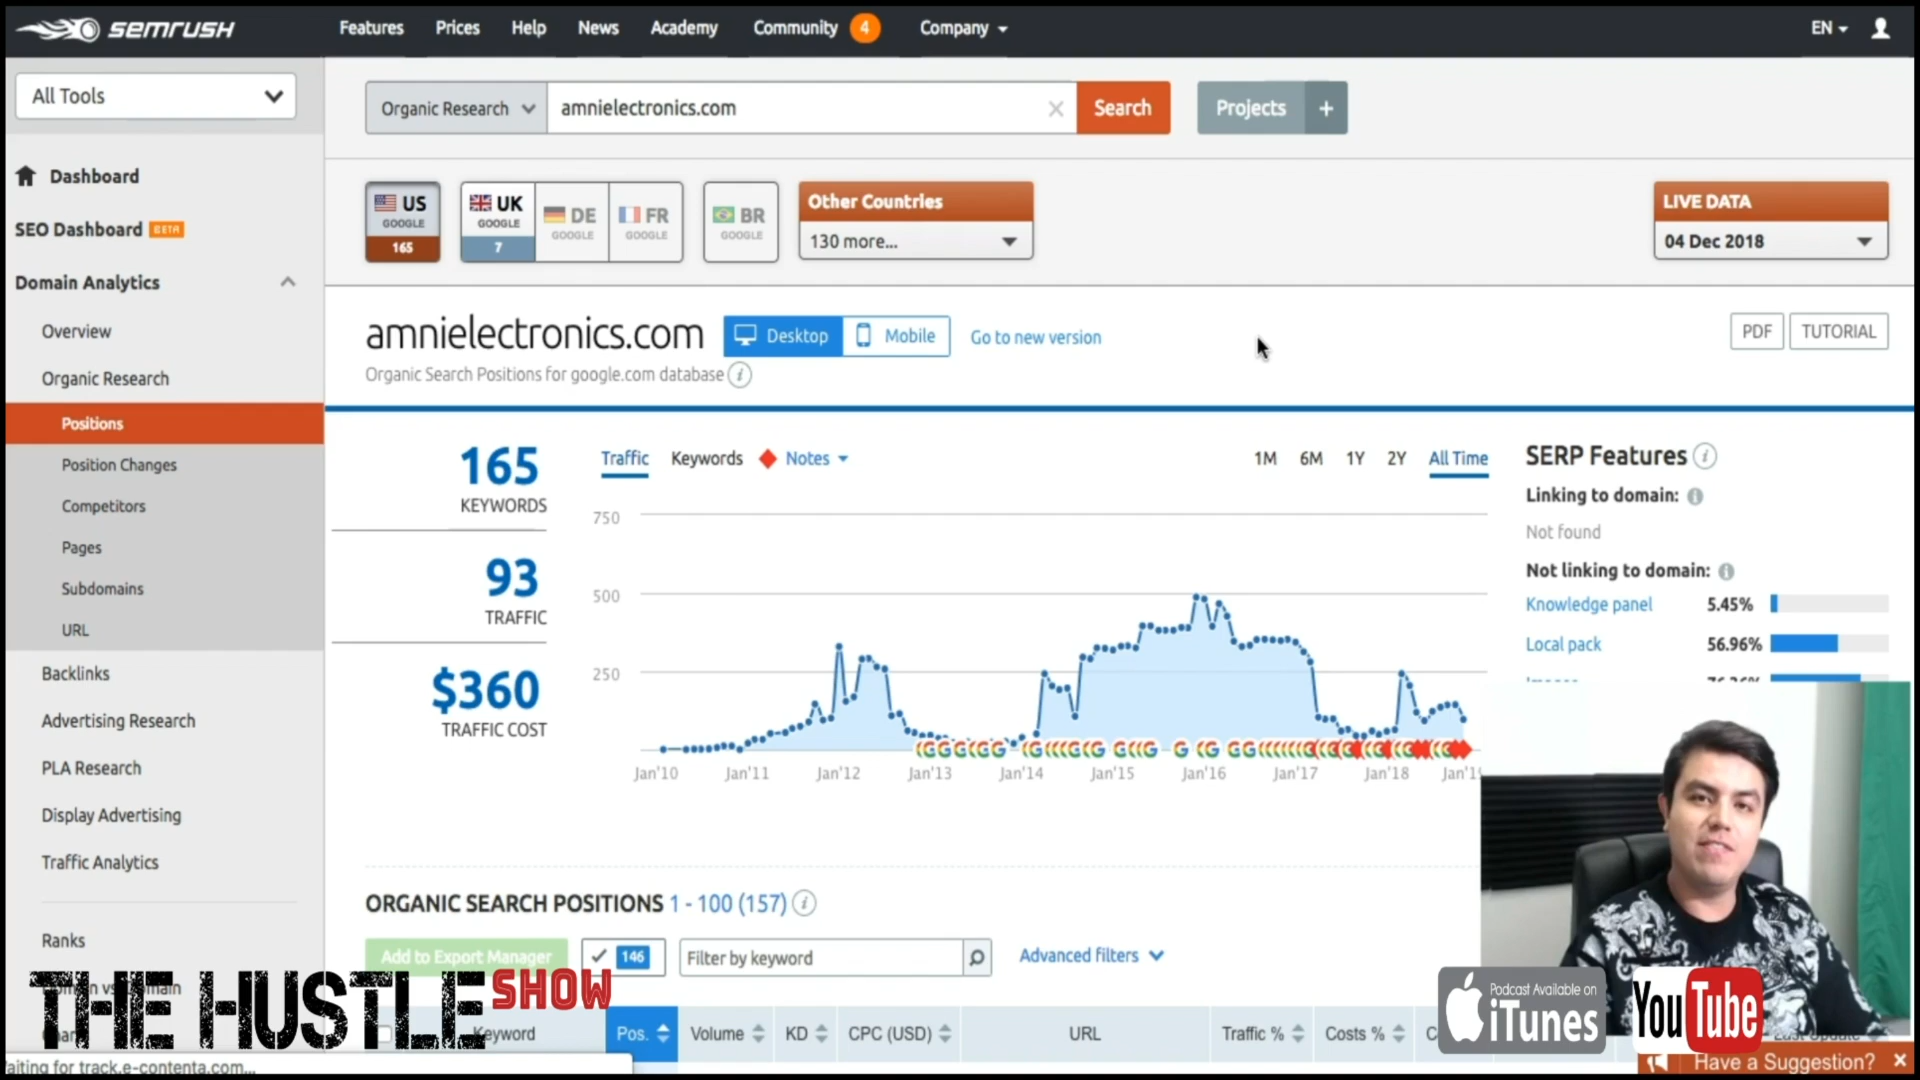 SEMRUSH
Features Prices Help News Academy Community 4 Company EN
All Tools
Organic Research amnielectronics.com Search Projects +
Dashboard
SEO Dashboard BETA
Domain Analytics
Overview
Organic Research
Positions
Position Changes
Competitors
Pages
Subdomains
URL
Backlinks
Advertising Research
PLA Research
Display Advertising
Traffic Analytics
Ranks
US GOOGLE 165
UK GOOGLE 7
DE GOOGLE
FR GOOGLE
BR GOOGLE
Other Countries
130 more...
LIVE DATA
04 Dec 2018
amnielectronics.com Desktop Mobile Go to new version
PDF TUTORIAL
Organic Search Positions for google.com database
165
KEYWORDS
93
TRAFFIC
$360
TRAFFIC COST
Traffic Keywords Notes 1M 6M 1Y 2Y All Time
750
500
250
Jan'10 Jan'11 Jan'12 Jan'13 Jan'14 Jan'15 Jan'16 Jan'17 Jan'18
SERP Features
Linking to domain:
Not found
Not linking to domain:
Knowledge panel 5.45%
Local pack 56.96%
ORGANIC SEARCH POSITIONS 1 - 100 (157)
Add to Export Manager 146 Filter by keyword Advanced filters
Keyword Pos. Volume KD CPC (USD) URL Traffic % Costs %
THE HUSTLE SHOW
Podcast Available on
iTunes
YouTube
aiting for track.e-contenta.com...
Have a Suggestion?